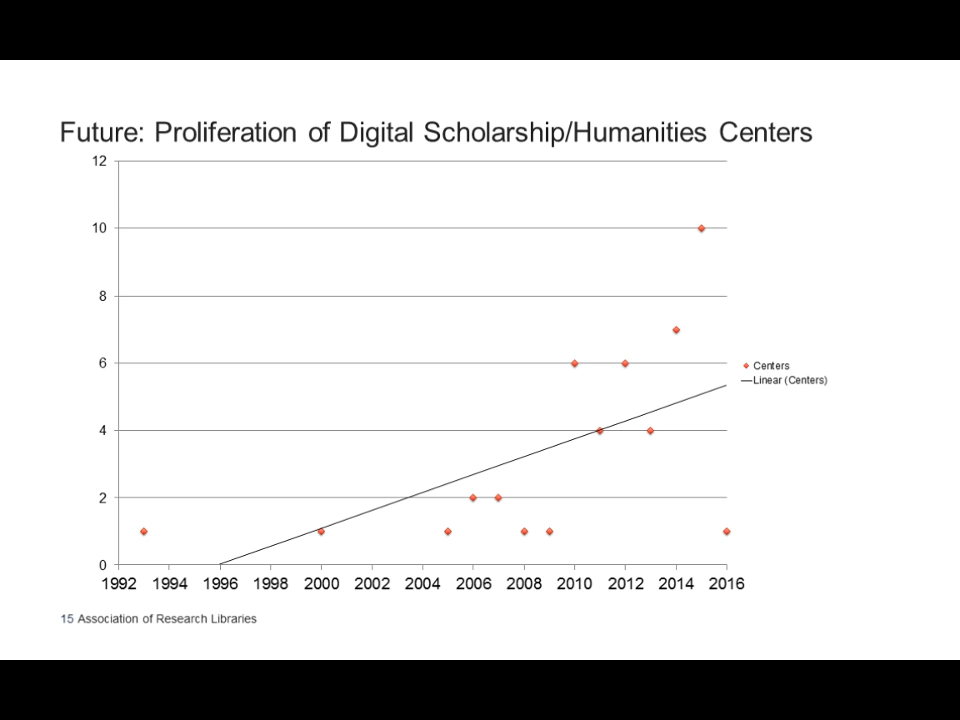 Future: Proliferation of Digital Scholarship/Humanities Centers
12
10
8
6
4
2
0
1992 1994 1996 1998 2000 2002 2004 2006 2008 2010 2012 2014 2016
Centers
Linear (Centers)
15 Association of Research Libraries